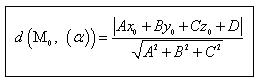 d(M₀, (α)) = |Ax₀ + By₀ + Cz₀ + D| / √(A² + B² + C²)